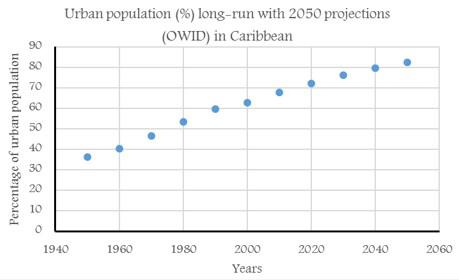 Urban population (%) long-run with 2050 projections
(OWID) in Caribbean
Percentage of urban population
90
80
70
60
50
40
30
20
10
0
1940 1960 1980 2000 2020 2040 2060
Years